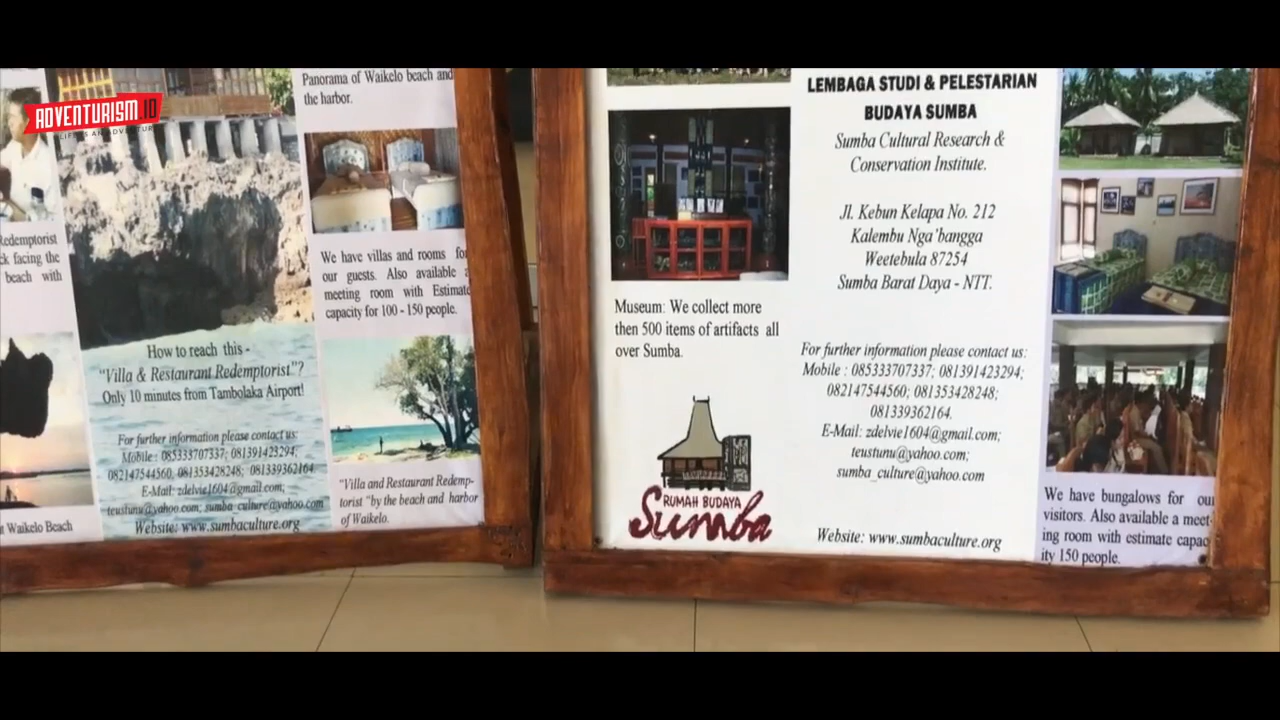 ADVENTURISM.IO
Redemptorist
facing the
beach with
t Waikelo Beach
How to reach this -
“Villa & Restaurant Redemptorist”?
Only 10 minutes from Tambolaka Airport!
For further information please contact us:
Mobile : 085333707337; 081391423294;
082147544560, 081353428248; 081339362164
E-Mail: zdelvie1604@gmail.com;
teustunu@yahoo.com; sumba_culture@yahoo.com
Website: www.sumbaculture.org
Panorama of Waikelo beach and
the harbor.
We have villas and rooms for
our guests. Also available a
meeting room with Estimate
capacity for 100 - 150 people.
“Villa and Restaurant Redemp-
torist “by the beach and harbor
of Waikelo.
Museum: We collect more
then 500 items of artifacts all
over Sumba.
RUMAH BUDAYA
Sumba
LEMBAGA STUDI & PELESTARIAN
BUDAYA SUMBA
Sumba Cultural Research &
Conservation Institute.
Jl. Kebun Kelapa No. 212
Kalembu Nga’bangga
Weetebula 87254
Sumba Barat Daya - NTT.
For further information please contact us:
Mobile : 085333707337; 081391423294;
082147544560; 081353428248;
081339362164.
E-Mail: zdelvie1604@gmail.com;
teustunu@yahoo.com;
sumba_culture@yahoo.com
Website: www.sumbaculture.org
We have bungalows for our
visitors. Also available a meet-
ing room with estimate capac
ity 150 people.